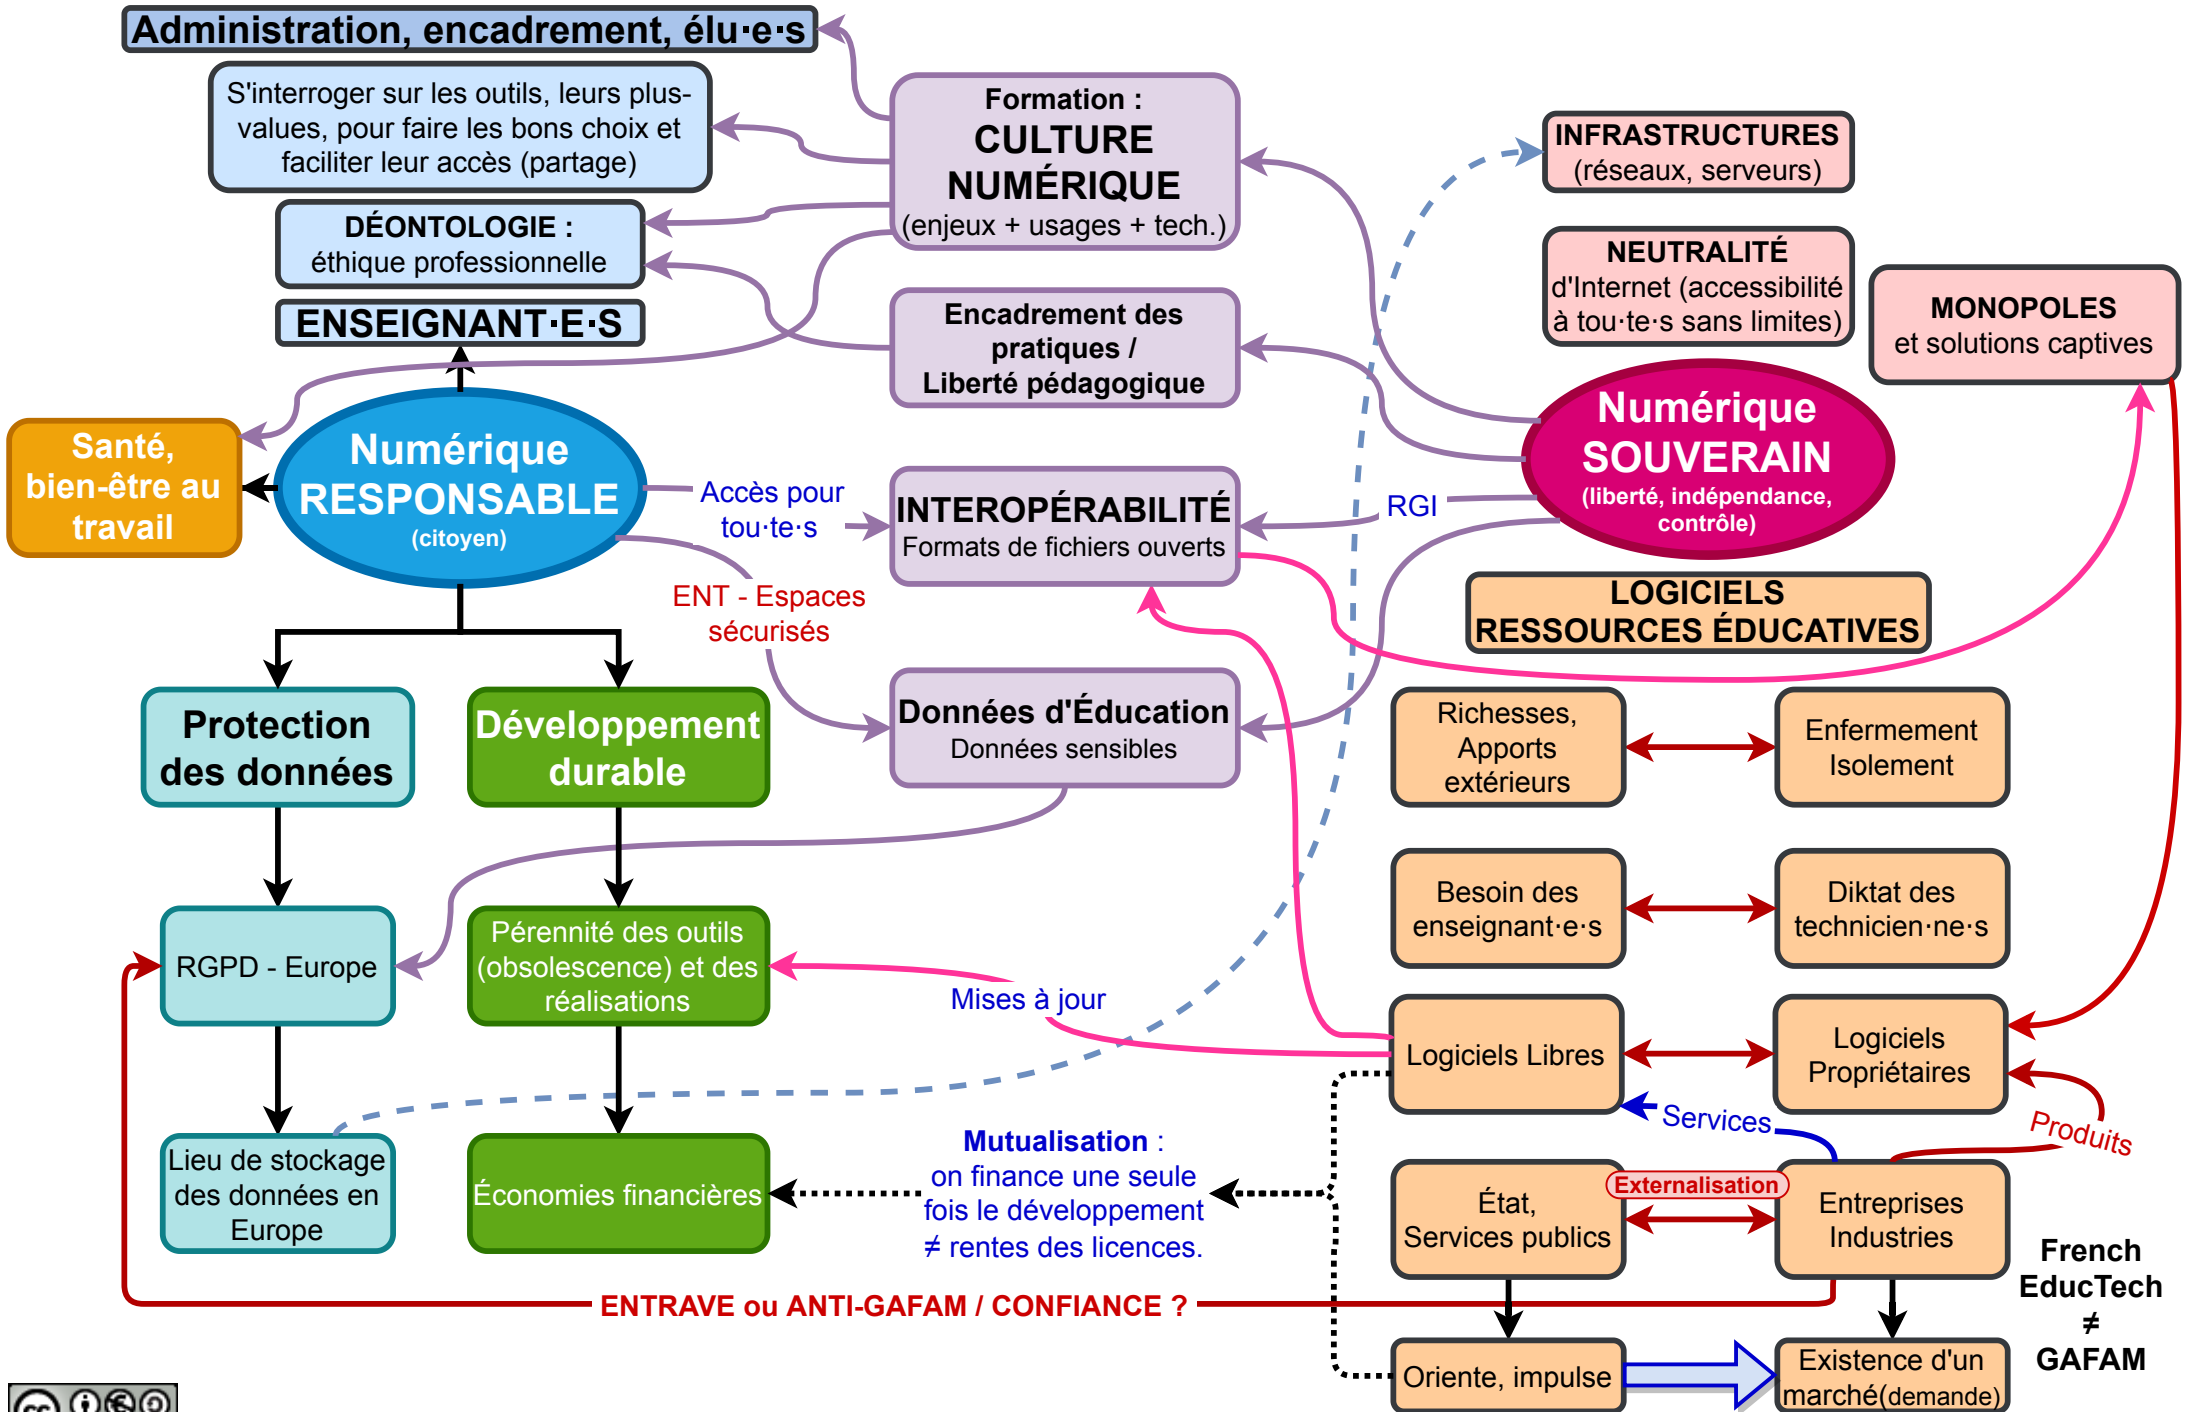 Administration, encadrement, élu·e·s
S'interroger sur les outils, leurs plus-
values, pour faire les bons choix et
faciliter leur accès (partage)
DÉONTOLOGIE :
éthique professionnelle
ENSEIGNANT·E·S
Formation :
CULTURE
NUMÉRIQUE
(enjeux + usages + tech.)
Encadrement des
pratiques /
Liberté pédagogique
INFRASTRUCTURES
(réseaux, serveurs)
NEUTRALITÉ
d'Internet (accessibilité
à tou·te·s sans limites)
MONOPOLES
et solutions captives
Santé,
bien-être au
travail
Numérique
RESPONSABLE
(citoyen)
Accès pour
tou·te·s
INTEROPÉRABILITÉ
Formats de fichiers ouverts
RGI
Numérique
SOUVERAIN
(liberté, indépendance,
contrôle)
ENT - Espaces
sécurisés
LOGICIELS
RESSOURCES ÉDUCATIVES
Protection
des données
Développement
durable
Données d'Éducation
Données sensibles
Richesses,
Apports
extérieurs
Enfermement
Isolement
RGPD - Europe
Pérennité des outils
(obsolescence) et des
réalisations
Besoin des
enseignant·e·s
Diktat des
technicien·ne·s
Mises à jour
Logiciels Libres
Logiciels
Propriétaires
Services
Produits
Lieu de stockage
des données en
Europe
Économies financières
Mutualisation :
on finance une seule
fois le développement
≠ rentes des licences.
État,
Services publics
Externalisation
Entreprises
Industries
French
EducTech
≠
GAFAM
ENTRAVE ou ANTI-GAFAM / CONFIANCE ?
Oriente, impulse
Existence d'un
marché(demande)
cc